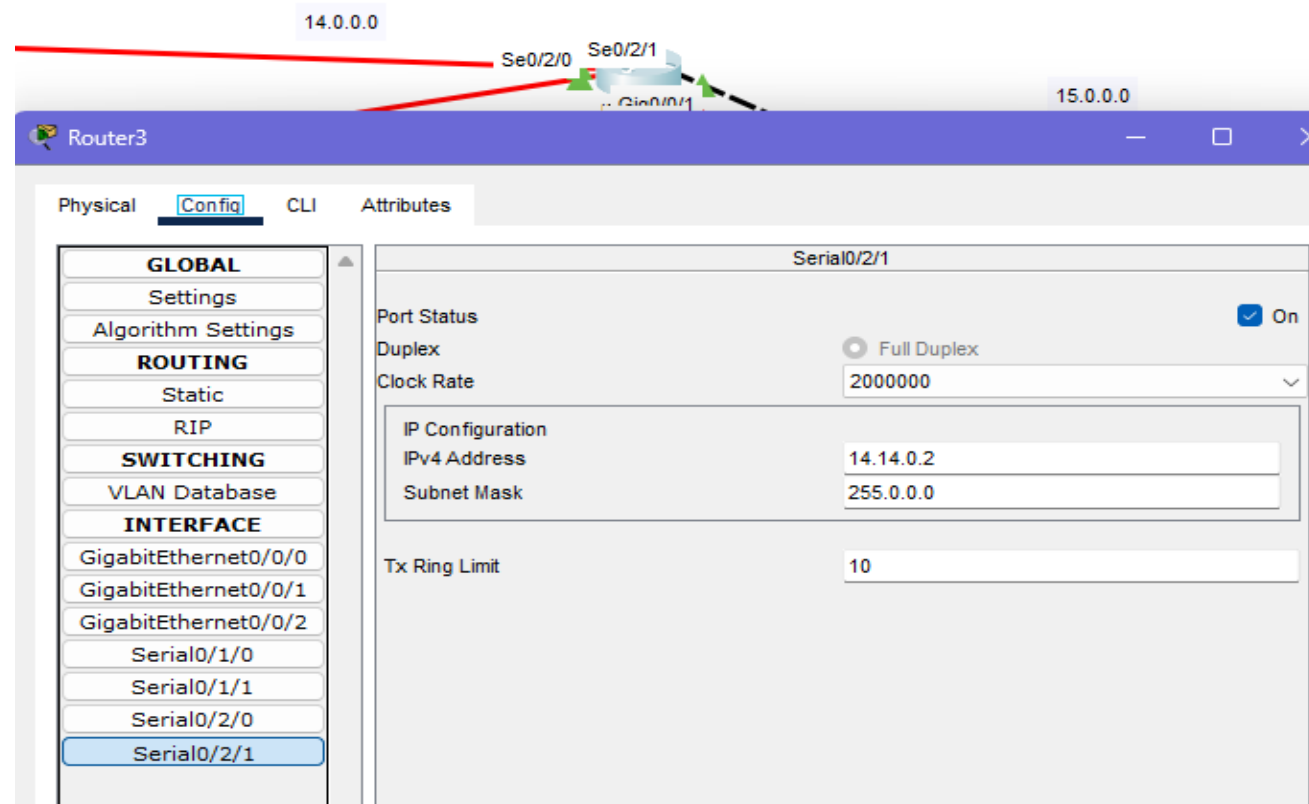 14.0.0.0
Se0/2/0 Se0/2/1
Gig0/0/1
15.0.0.0
Router3
Physical Config CLI Attributes
GLOBAL
Settings
Algorithm Settings
ROUTING
Static
RIP
SWITCHING
VLAN Database
INTERFACE
GigabitEthernet0/0/0
GigabitEthernet0/0/1
GigabitEthernet0/0/2
Serial0/1/0
Serial0/1/1
Serial0/2/0
Serial0/2/1
Serial0/2/1
Port Status On
Duplex Full Duplex
Clock Rate 2000000
IP Configuration
IPv4 Address 14.14.0.2
Subnet Mask 255.0.0.0
Tx Ring Limit 10